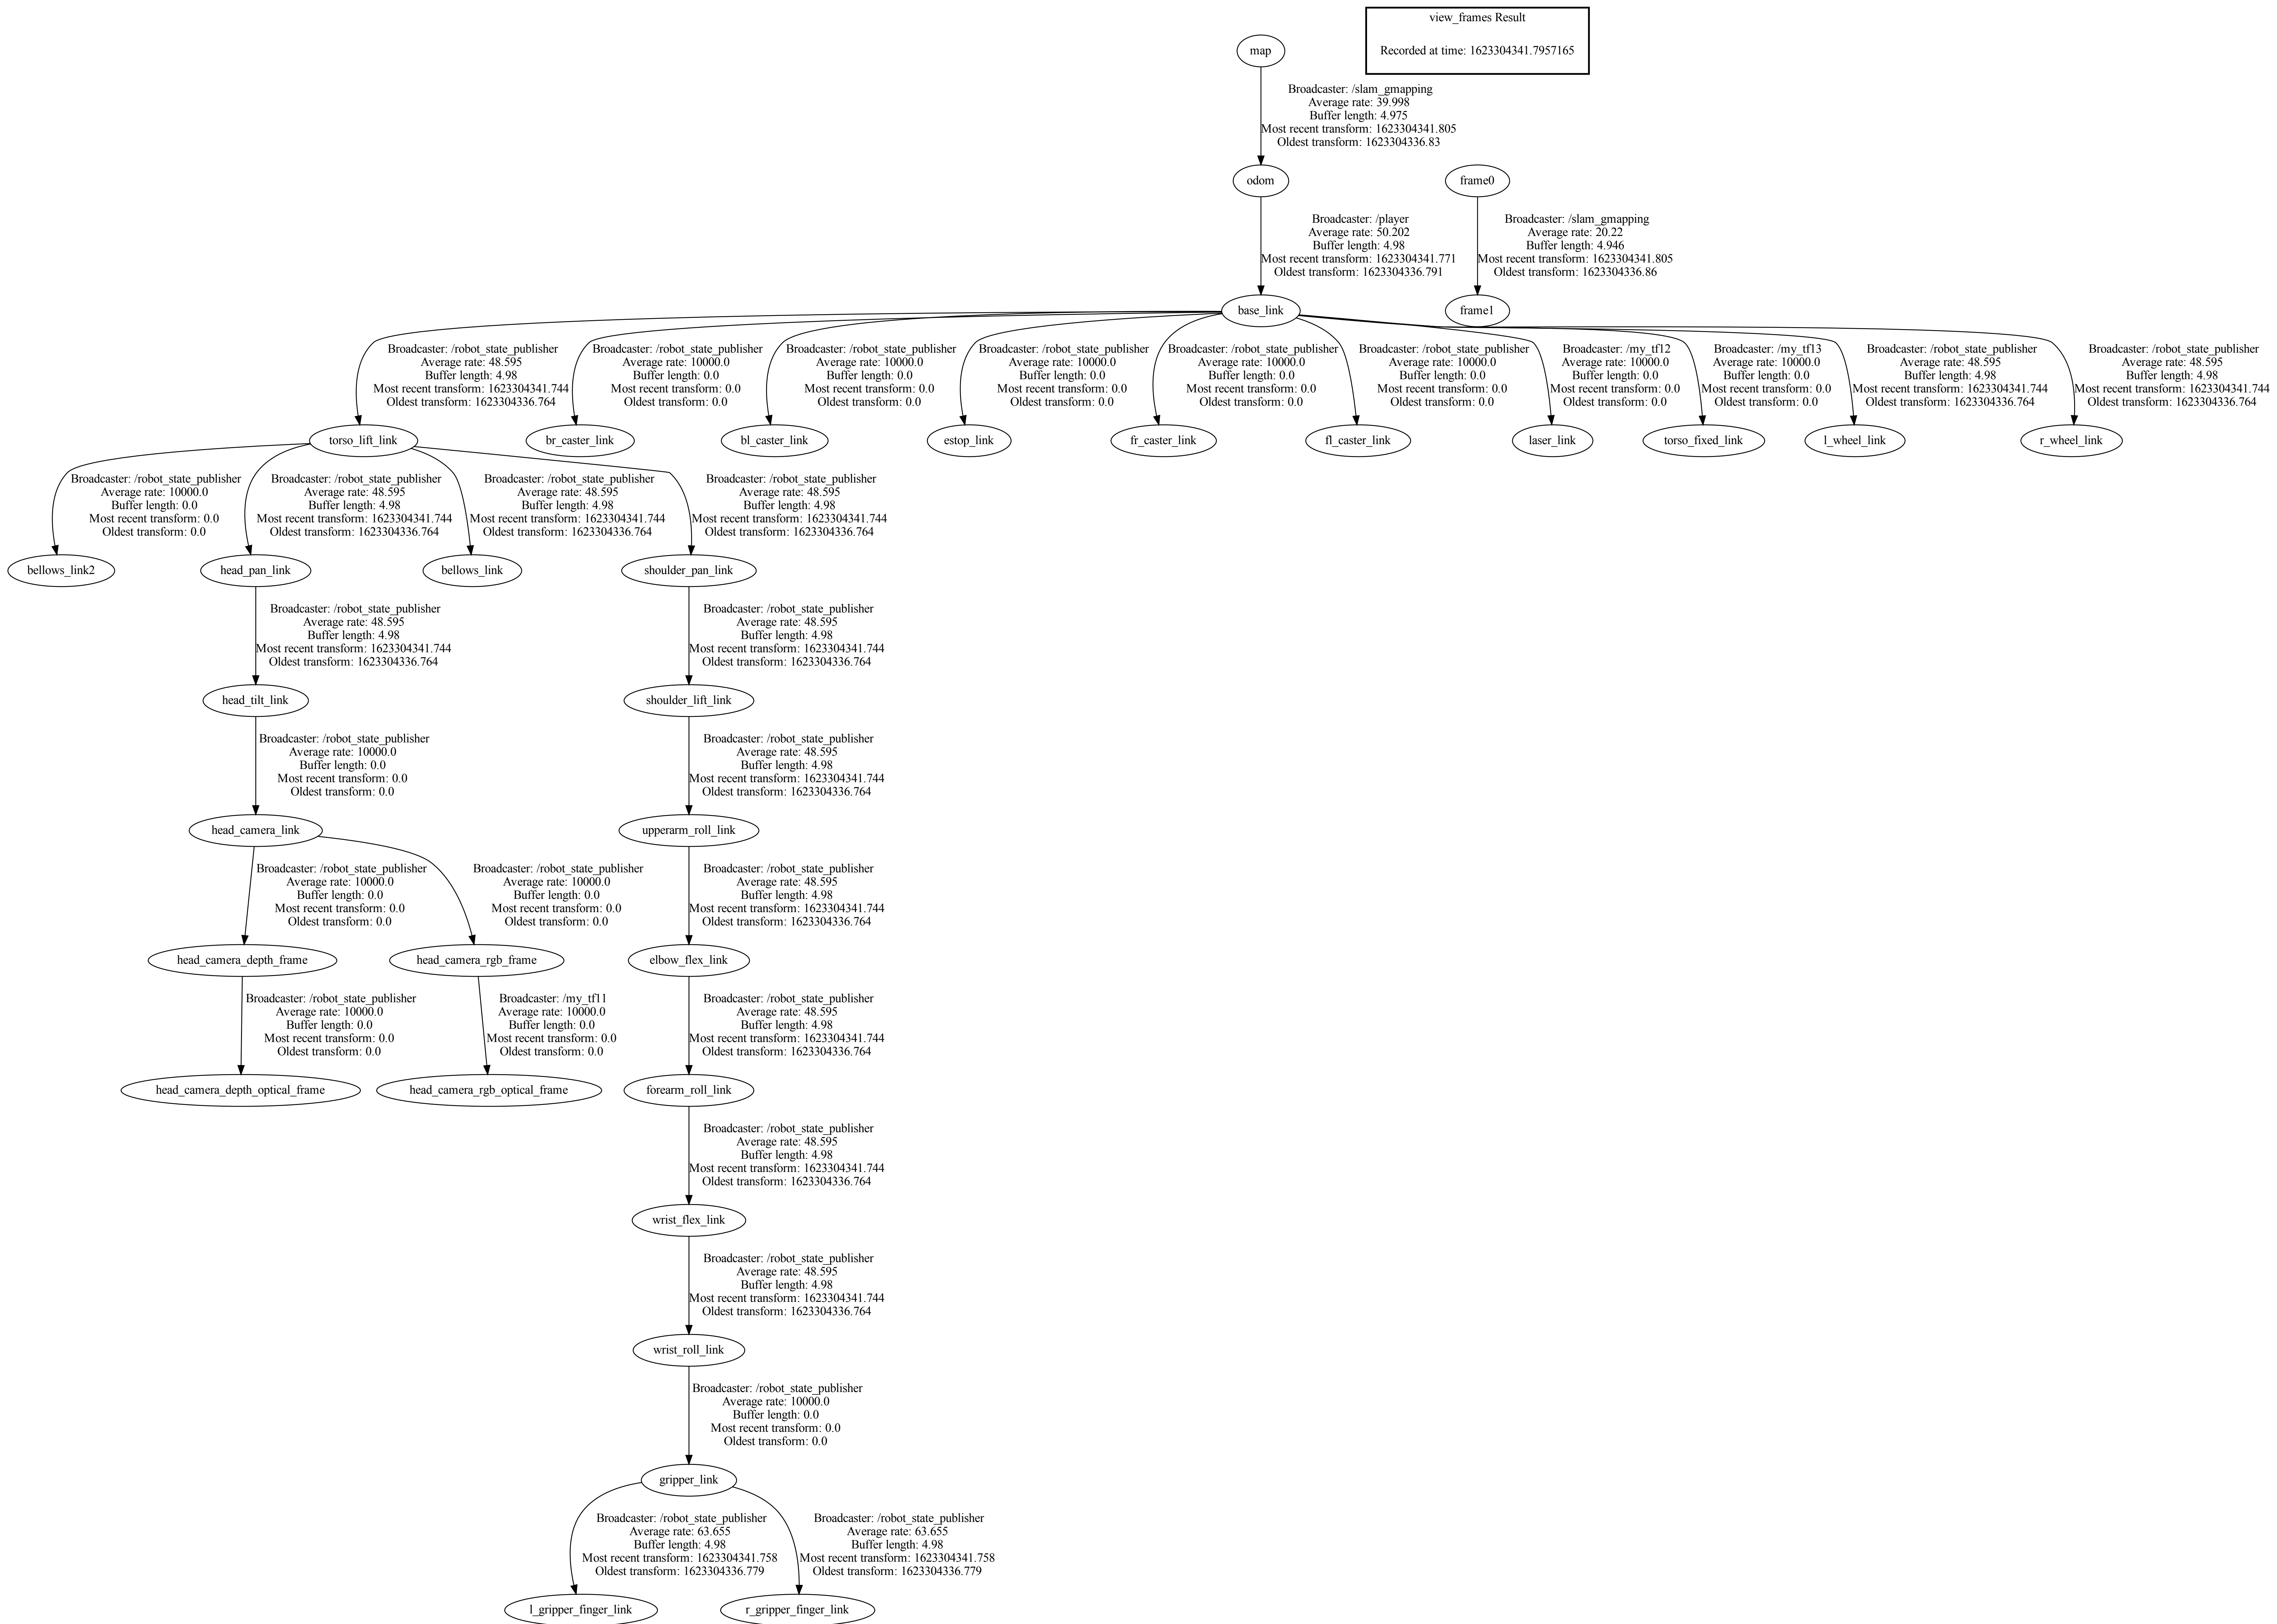 view_frames Result
Recorded at time: 1623304341.7957165
map
Broadcaster: /slam_gmapping
Average rate: 39.998
Buffer length: 4.975
Most recent transform: 1623304341.805
Oldest transform: 1623304336.83
odom
frame0
Broadcaster: /player
Average rate: 50.202
Buffer length: 4.98
Most recent transform: 1623304341.771
Oldest transform: 1623304336.791
Broadcaster: /slam_gmapping
Average rate: 20.22
Buffer length: 4.946
Most recent transform: 1623304341.805
Oldest transform: 1623304336.86
base_link
frame1
Broadcaster: /robot_state_publisher
Average rate: 48.595
Buffer length: 4.98
Most recent transform: 1623304341.744
Oldest transform: 1623304336.764
Broadcaster: /robot_state_publisher
Average rate: 10000.0
Buffer length: 0.0
Most recent transform: 0.0
Oldest transform: 0.0
Broadcaster: /robot_state_publisher
Average rate: 10000.0
Buffer length: 0.0
Most recent transform: 0.0
Oldest transform: 0.0
Broadcaster: /robot_state_publisher
Average rate: 10000.0
Buffer length: 0.0
Most recent transform: 0.0
Oldest transform: 0.0
Broadcaster: /robot_state_publisher
Average rate: 10000.0
Buffer length: 0.0
Most recent transform: 0.0
Oldest transform: 0.0
Broadcaster: /robot_state_publisher
Average rate: 10000.0
Buffer length: 0.0
Most recent transform: 0.0
Oldest transform: 0.0
Broadcaster: /my_tf12
Average rate: 10000.0
Buffer length: 0.0
Most recent transform: 0.0
Oldest transform: 0.0
Broadcaster: /my_tf13
Average rate: 10000.0
Buffer length: 0.0
Most recent transform: 0.0
Oldest transform: 0.0
Broadcaster: /robot_state_publisher
Average rate: 48.595
Buffer length: 4.98
Most recent transform: 1623304341.744
Oldest transform: 1623304336.764
Broadcaster: /robot_state_publisher
Average rate: 48.595
Buffer length: 4.98
Most recent transform: 1623304341.744
Oldest transform: 1623304336.764
torso_lift_link
br_caster_link
bl_caster_link
estop_link
fr_caster_link
fl_caster_link
laser_link
torso_fixed_link
l_wheel_link
r_wheel_link
Broadcaster: /robot_state_publisher
Average rate: 10000.0
Buffer length: 0.0
Most recent transform: 0.0
Oldest transform: 0.0
Broadcaster: /robot_state_publisher
Average rate: 48.595
Buffer length: 4.98
Most recent transform: 1623304341.744
Oldest transform: 1623304336.764
Broadcaster: /robot_state_publisher
Average rate: 48.595
Buffer length: 4.98
Most recent transform: 1623304341.744
Oldest transform: 1623304336.764
Broadcaster: /robot_state_publisher
Average rate: 48.595
Buffer length: 4.98
Most recent transform: 1623304341.744
Oldest transform: 1623304336.764
bellows_link2
head_pan_link
bellows_link
shoulder_pan_link
Broadcaster: /robot_state_publisher
Average rate: 48.595
Buffer length: 4.98
Most recent transform: 1623304341.744
Oldest transform: 1623304336.764
Broadcaster: /robot_state_publisher
Average rate: 48.595
Buffer length: 4.98
Most recent transform: 1623304341.744
Oldest transform: 1623304336.764
head_tilt_link
shoulder_lift_link
Broadcaster: /robot_state_publisher
Average rate: 10000.0
Buffer length: 0.0
Most recent transform: 0.0
Oldest transform: 0.0
Broadcaster: /robot_state_publisher
Average rate: 48.595
Buffer length: 4.98
Most recent transform: 1623304341.744
Oldest transform: 1623304336.764
head_camera_link
upperarm_roll_link
Broadcaster: /robot_state_publisher
Average rate: 10000.0
Buffer length: 0.0
Most recent transform: 0.0
Oldest transform: 0.0
Broadcaster: /robot_state_publisher
Average rate: 10000.0
Buffer length: 0.0
Most recent transform: 0.0
Oldest transform: 0.0
Broadcaster: /robot_state_publisher
Average rate: 48.595
Buffer length: 4.98
Most recent transform: 1623304341.744
Oldest transform: 1623304336.764
head_camera_depth_frame
head_camera_rgb_frame
elbow_flex_link
Broadcaster: /robot_state_publisher
Average rate: 10000.0
Buffer length: 0.0
Most recent transform: 0.0
Oldest transform: 0.0
Broadcaster: /my_tf11
Average rate: 10000.0
Buffer length: 0.0
Most recent transform: 0.0
Oldest transform: 0.0
Broadcaster: /robot_state_publisher
Average rate: 48.595
Buffer length: 4.98
Most recent transform: 1623304341.744
Oldest transform: 1623304336.764
head_camera_depth_optical_frame
head_camera_rgb_optical_frame
forearm_roll_link
Broadcaster: /robot_state_publisher
Average rate: 48.595
Buffer length: 4.98
Most recent transform: 1623304341.744
Oldest transform: 1623304336.764
wrist_flex_link
Broadcaster: /robot_state_publisher
Average rate: 48.595
Buffer length: 4.98
Most recent transform: 1623304341.744
Oldest transform: 1623304336.764
wrist_roll_link
Broadcaster: /robot_state_publisher
Average rate: 10000.0
Buffer length: 0.0
Most recent transform: 0.0
Oldest transform: 0.0
gripper_link
Broadcaster: /robot_state_publisher
Average rate: 63.655
Buffer length: 4.98
Most recent transform: 1623304341.758
Oldest transform: 1623304336.779
Broadcaster: /robot_state_publisher
Average rate: 63.655
Buffer length: 4.98
Most recent transform: 1623304341.758
Oldest transform: 1623304336.779
l_gripper_finger_link
r_gripper_finger_link